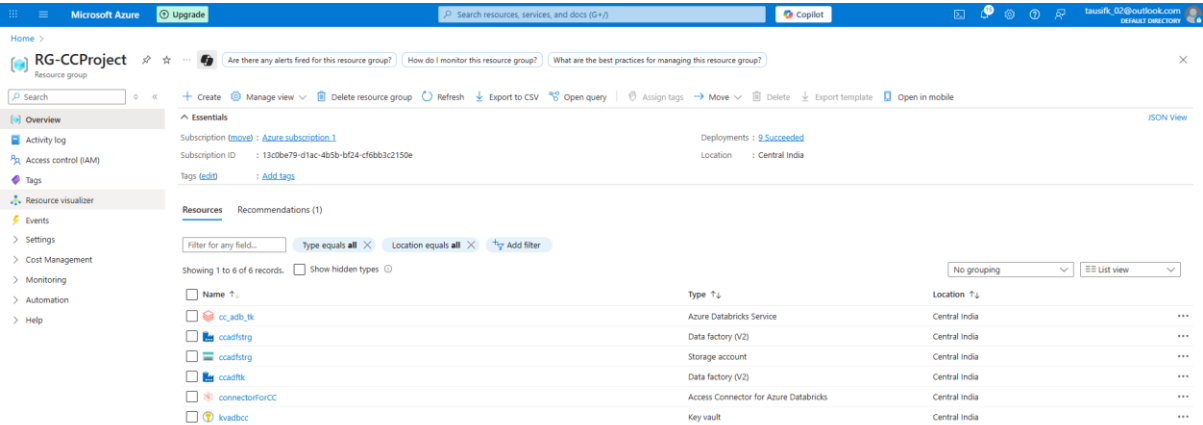 Microsoft Azure Upgrade Search resources, services, and docs (G+/) Copilot tausifk_02@outlook.com
DEFAULT DIRECTORY
Home >
RG-CCProject Are there any alerts fired for this resource group? How do I monitor this resource group? What are the best practices for managing this resource group?
Resource group
Search Create Manage view Delete resource group Refresh Export to CSV Open query Assign tags Move Delete Export template Open in mobile
Overview Essentials JSON View
Activity log Subscription (move) : Azure subscription 1 Deployments : 9 Succeeded
Access control (IAM) Subscription ID : 13c0be79-d1ac-4b5b-bf24-cf6bb3c2150e Location : Central India
Tags Tags (edit) : Add tags
Resource visualizer
Events Resources Recommendations (1)
Settings Filter for any field... Type equals all Location equals all Add filter
Cost Management
Monitoring Showing 1 to 6 of 6 records. Show hidden types No grouping List view
Automation Name Type Location
Help cc_adb_tk Azure Databricks Service Central India
ccadfstrg Data factory (V2) Central India
ccadfstrg Storage account Central India
ccadftk Data factory (V2) Central India
connectorForCC Access Connector for Azure Databricks Central India
kvadbcc Key vault Central India